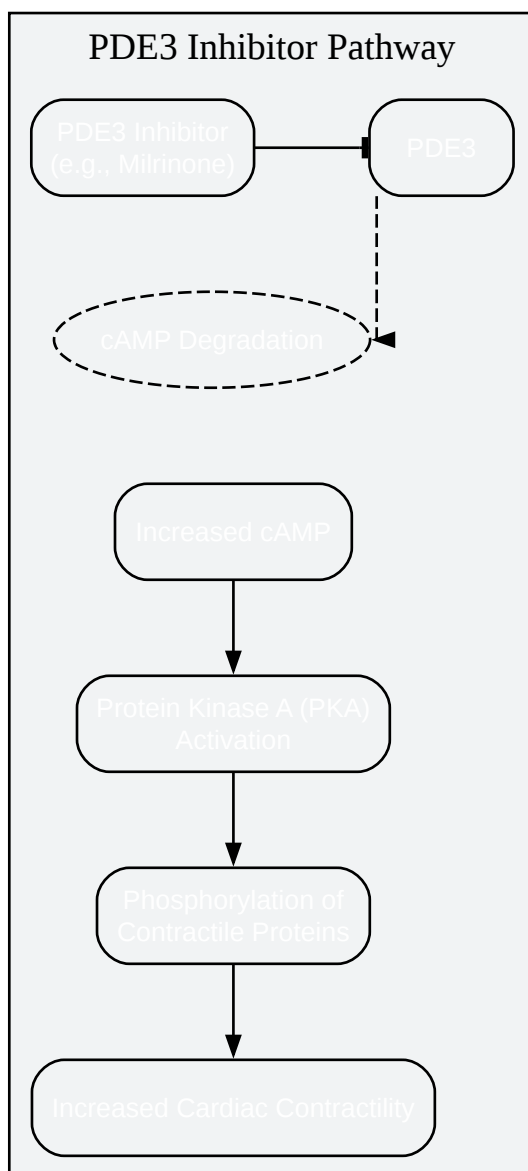 PDE3 Inhibitor Pathway
PDE3 Inhibitor
(e.g., Milrinone)
PDE3
cAMP Degradation
Increased cAMP
Protein Kinase A (PKA)
Activation
Phosphorylation of
Contractile Proteins
Increased Cardiac Contractility